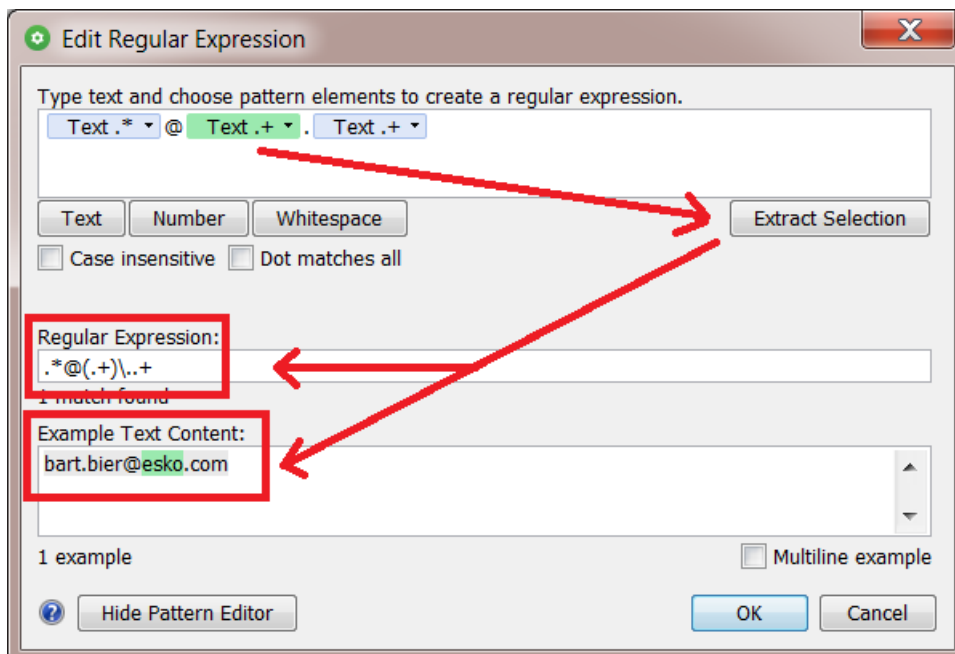 Edit Regular Expression
X
Type text and choose pattern elements to create a regular expression.
Text .* @ Text .+ . Text .+
Text Number Whitespace Extract Selection
Case insensitive Dot matches all
Regular Expression:
.*@(.+)\..+
1 match found
Example Text Content:
bart.bier@esko.com
1 example Multiline example
? Hide Pattern Editor OK Cancel